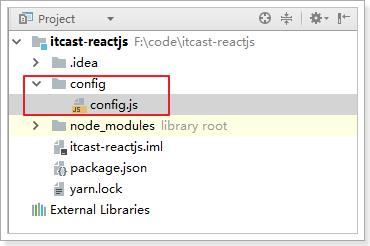 Project
itcast-reactjs F:\code\itcast-reactjs
.idea
config
JS config.js
node_modules library root
itcast-reactjs.iml
package.json
yarn.lock
External Libraries